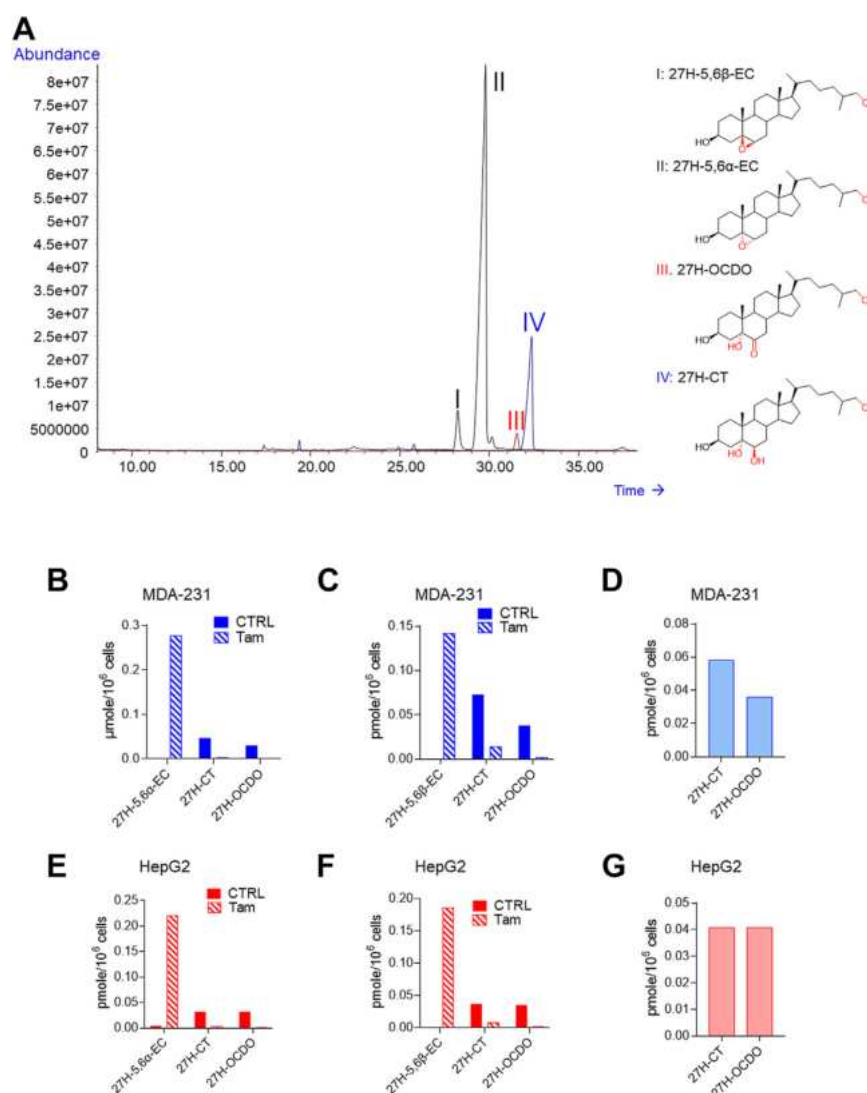 A
Abundance
8e+07
7.5e+07
7e+07
6.5e+07
6e+07
5.5e+07
5e+07
4.5e+07
4e+07
3.5e+07
3e+07
2.5e+07
2e+07
1.5e+07
1e+07
5000000
0
I
II
III
IV
10.00 15.00 20.00 25.00 30.00 35.00
Time →
I: 27H-5,6β-EC
HO
O
O
II: 27H-5,6α-EC
HO
O
O
III. 27H-OCDO
HO
OH
O
O
IV: 27H-CT
HO
OH
OH
O
B
MDA-231
CTRL
Tam
µmole/10⁶ cells
0.3
0.2
0.1
0.0
27H-5,6α-EC
27H-CT
27H-OCDO
C
MDA-231
CTRL
Tam
pmole/10⁶ cells
0.15
0.10
0.05
0.00
27H-5,6β-EC
27H-CT
27H-OCDO
D
MDA-231
pmole/10⁶ cells
0.08
0.06
0.04
0.02
0.00
27H-CT
27H-OCDO
E
HepG2
CTRL
Tam
pmole/10⁶ cells
0.25
0.20
0.15
0.10
0.05
0.00
27H-5,6α-EC
27H-CT
27H-OCDO
F
HepG2
CTRL
Tam
pmole/10⁶ cells
0.20
0.15
0.10
0.05
0.00
27H-5,6β-EC
27H-CT
27H-OCDO
G
HepG2
pmole/10⁶ cells
0.05
0.04
0.03
0.02
0.01
0.00
27H-CT
27H-OCDO